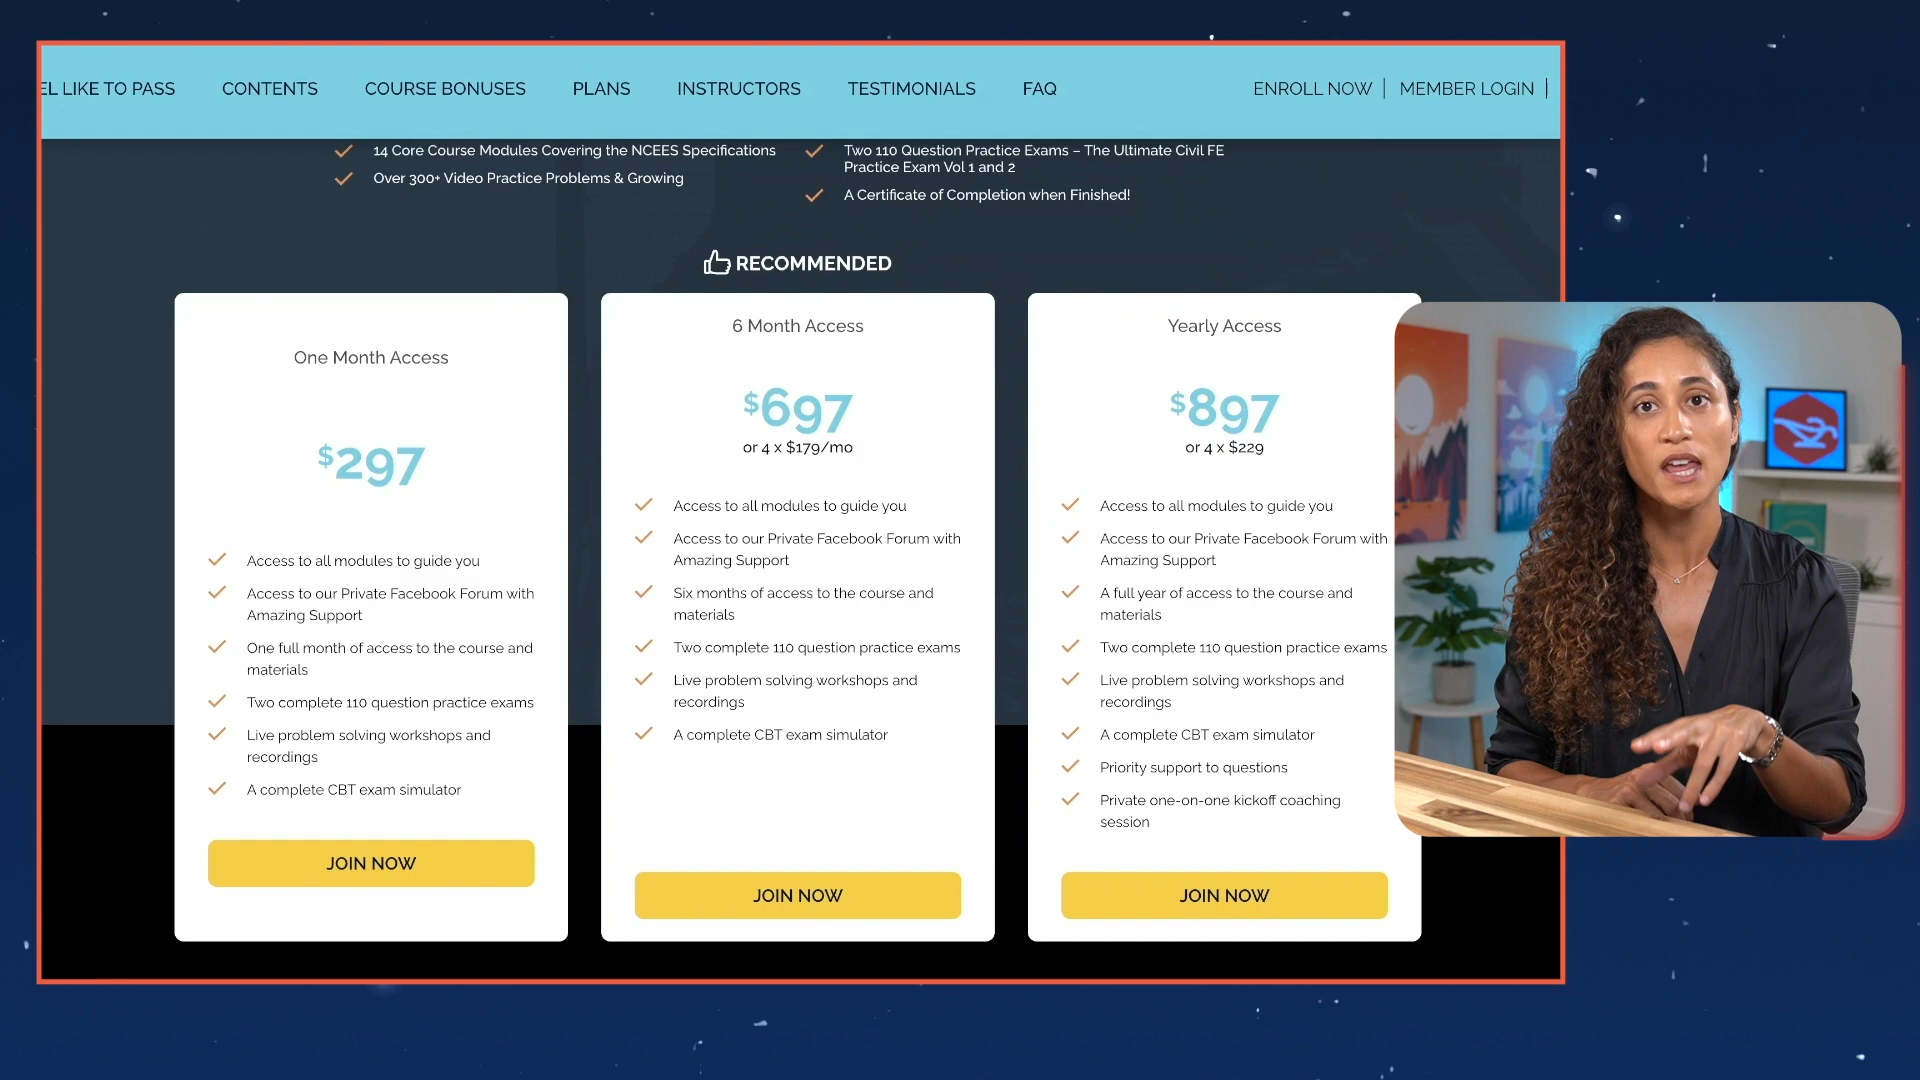 EL LIKE TO PASS
CONTENTS
COURSE BONUSES
PLANS
INSTRUCTORS
TESTIMONIALS
FAQ
ENROLL NOW
MEMBER LOGIN
14 Core Course Modules Covering the NCEES Specifications
Over 300+ Video Practice Problems & Growing
Two 110 Question Practice Exams – The Ultimate Civil FE
Practice Exam Vol 1 and 2
A Certificate of Completion when Finished!
RECOMMENDED
One Month Access
$297
Access to all modules to guide you
Access to our Private Facebook Forum with
Amazing Support
One full month of access to the course and
materials
Two complete 110 question practice exams
Live problem solving workshops and
recordings
A complete CBT exam simulator
JOIN NOW
6 Month Access
$697
or 4 x $179/mo
Access to all modules to guide you
Access to our Private Facebook Forum with
Amazing Support
Six months of access to the course and
materials
Two complete 110 question practice exams
Live problem solving workshops and
recordings
A complete CBT exam simulator
JOIN NOW
Yearly Access
$897
or 4 x $229
Access to all modules to guide you
Access to our Private Facebook Forum with
Amazing Support
A full year of access to the course and
materials
Two complete 110 question practice exams
Live problem solving workshops and
recordings
A complete CBT exam simulator
Priority support to questions
Private one-on-one kickoff coaching
session
JOIN NOW